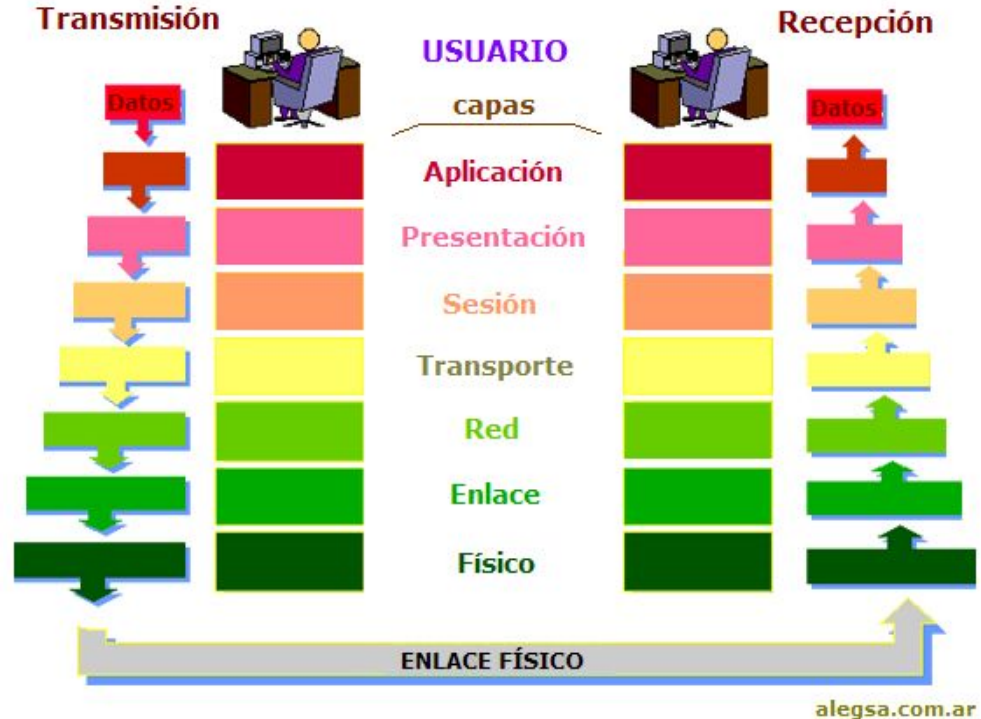 Transmisión
Recepción
USUARIO
capas
Datos
Datos
Aplicación
Presentación
Sesión
Transporte
Red
Enlace
Físico
ENLACE FÍSICO
alegsa.com.ar